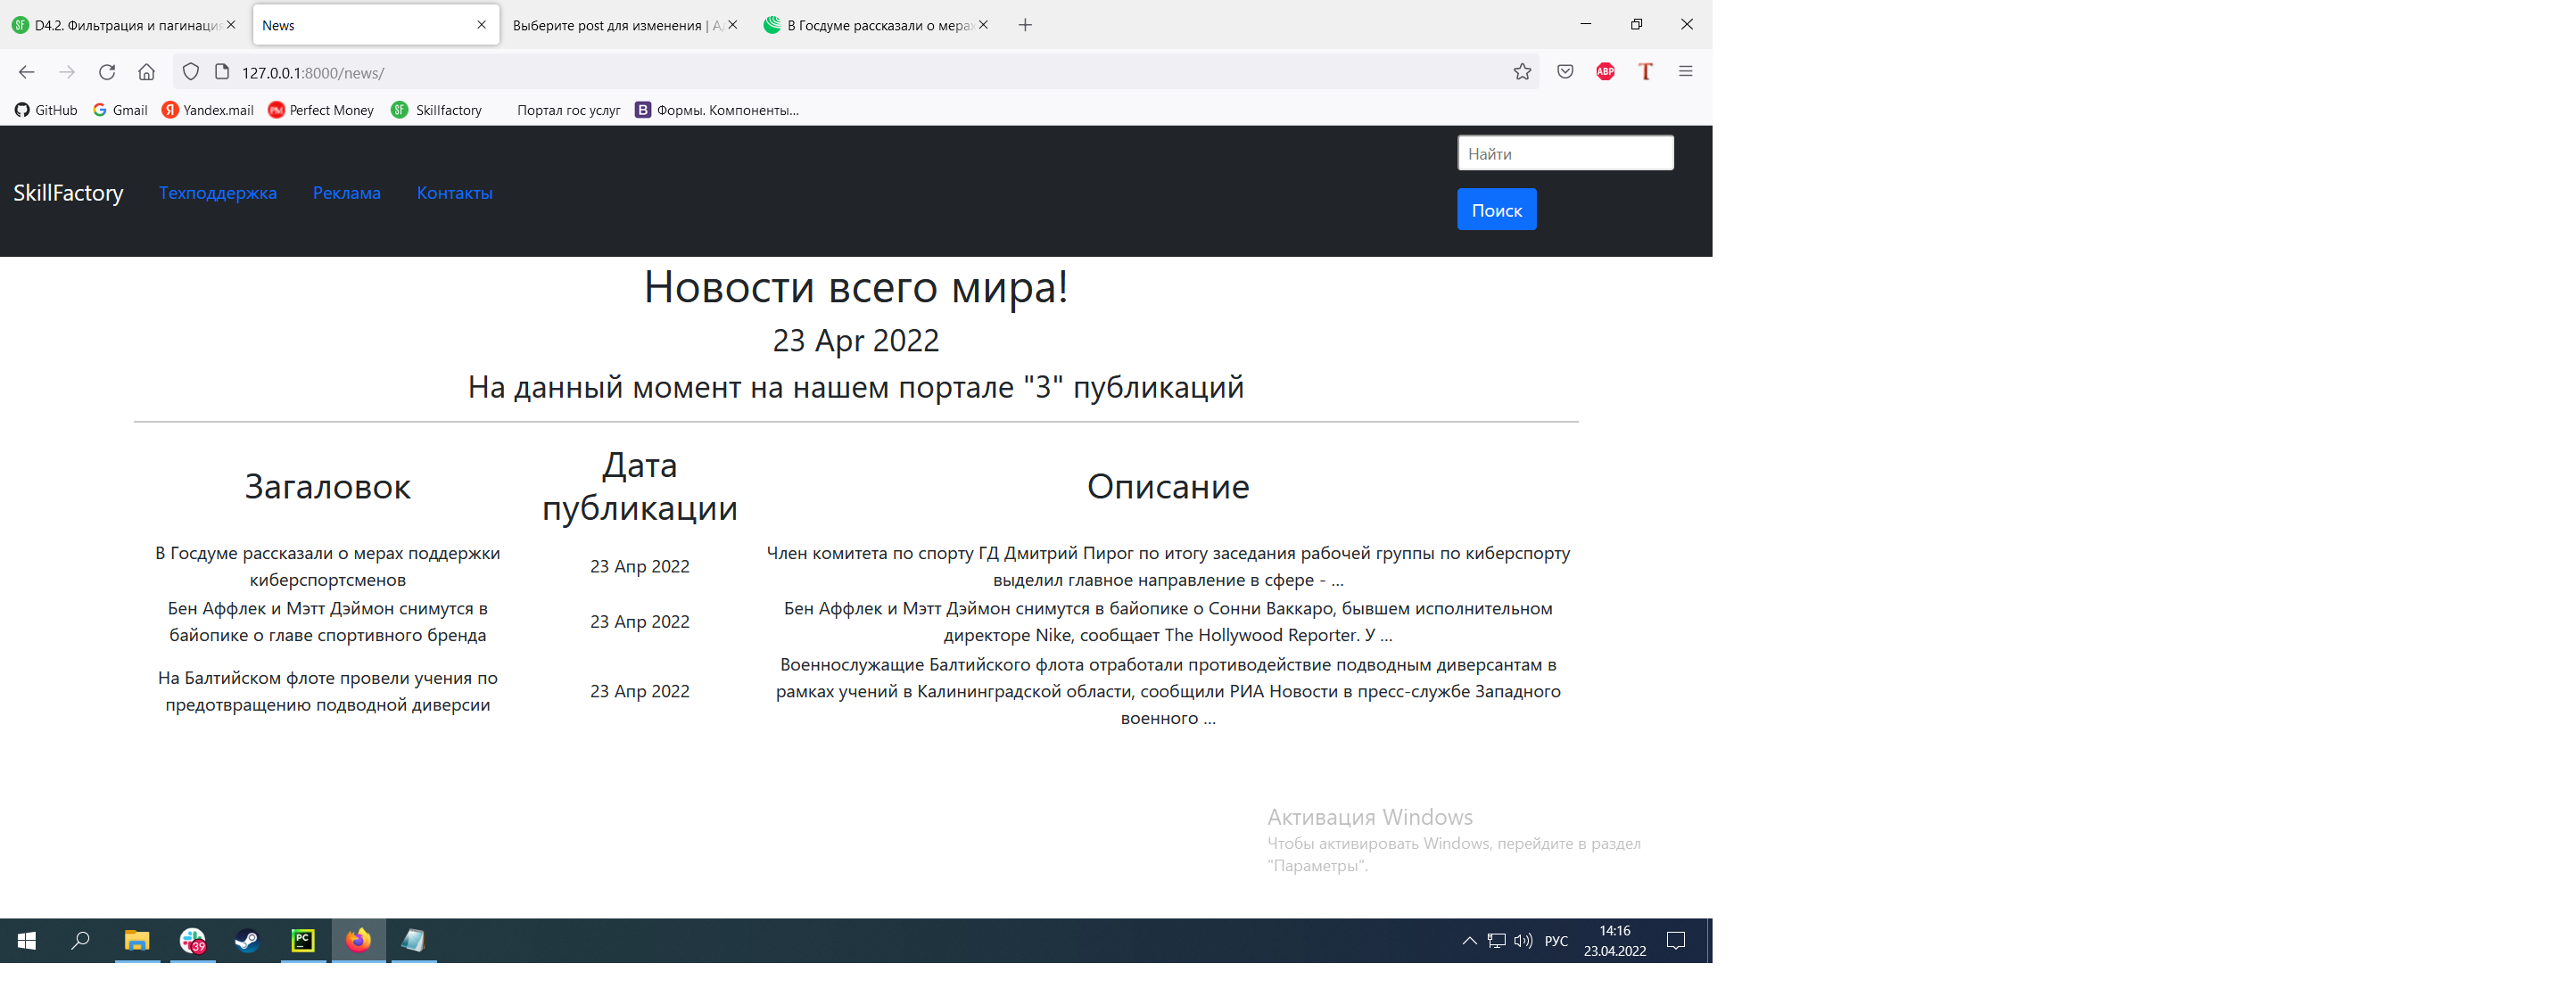 D4.2. Фильтрация и пагинация
News
Выберите post для изменения | Ад
В Госдуме рассказали о мерах
127.0.0.1:8000/news/
ABP
T
GitHub
Gmail
Yandex.mail
Perfect Money
Skillfactory
Портал гос услуг
Формы. Компоненты...
Найти
SkillFactory
Техподдержка
Реклама
Контакты
Поиск
Новости всего мира!
23 Apr 2022
На данный момент на нашем портале "3" публикаций
Загаловок
Дата
публикации
Описание
В Госдуме рассказали о мерах поддержки
киберспортсменов
23 Апр 2022
Член комитета по спорту ГД Дмитрий Пирог по итогу заседания рабочей группы по киберспорту
выделил главное направление в сфере - ...
Бен Аффлек и Мэтт Дэймон снимутся в
байопике о главе спортивного бренда
23 Апр 2022
Бен Аффлек и Мэтт Дэймон снимутся в байопике о Сонни Ваккаро, бывшем исполнительном
директоре Nike, сообщает The Hollywood Reporter. У ...
На Балтийском флоте провели учения по
предотвращению подводной диверсии
23 Апр 2022
Военнослужащие Балтийского флота отработали противодействие подводным диверсантам в
рамках учений в Калининградской области, сообщили РИА Новости в пресс-службе Западного
военного ...
Активация Windows
Чтобы активировать Windows, перейдите в раздел
"Параметры".
39
PC
РУС
14:16
23.04.2022